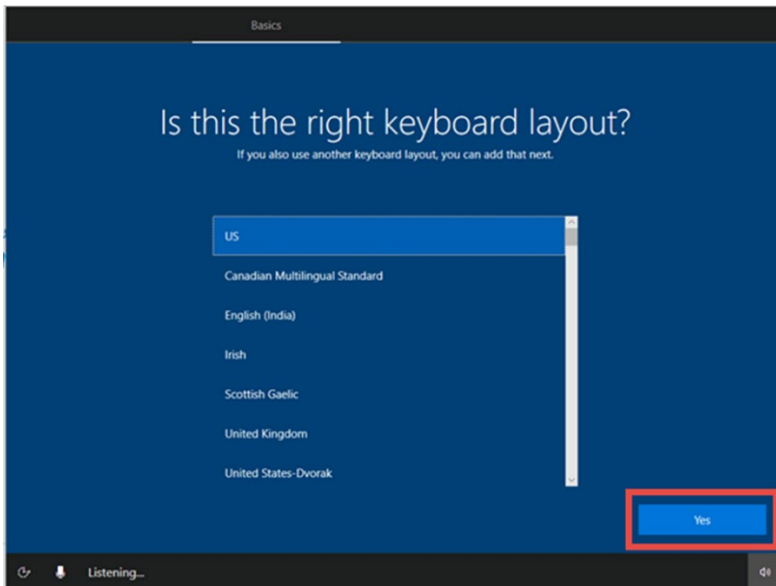 Basics
Is this the right keyboard layout?
If you also use another keyboard layout, you can add that next.
US
Canadian Multilingual Standard
English (India)
Irish
Scottish Gaelic
United Kingdom
United States-Dvorak
Yes
Listening...